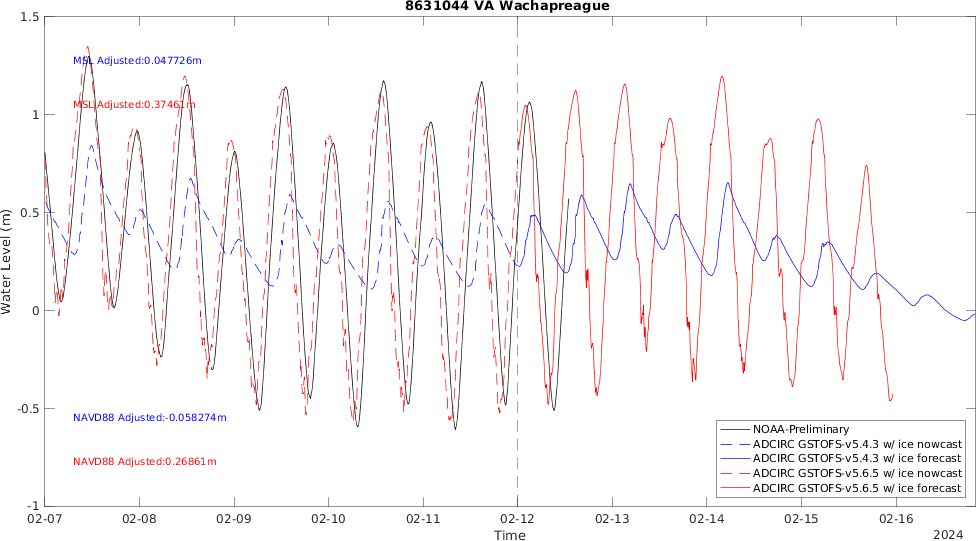 8631044 VA Wachapreague
1.5
1
0.5
0
-0.5
-1
Water Level (m)
MSL Adjusted:0.047726m
MSL Adjusted:0.37461m
NAVD88 Adjusted:-0.058274m
NAVD88 Adjusted:0.26861m
NOAA-Preliminary
ADCIRC GSTOFS-v5.4.3 w/ ice nowcast
ADCIRC GSTOFS-v5.4.3 w/ ice forecast
ADCIRC GSTOFS-v5.6.5 w/ ice nowcast
ADCIRC GSTOFS-v5.6.5 w/ ice forecast
02-07 02-08 02-09 02-10 02-11 02-12 02-13 02-14 02-15 02-16
Time
2024